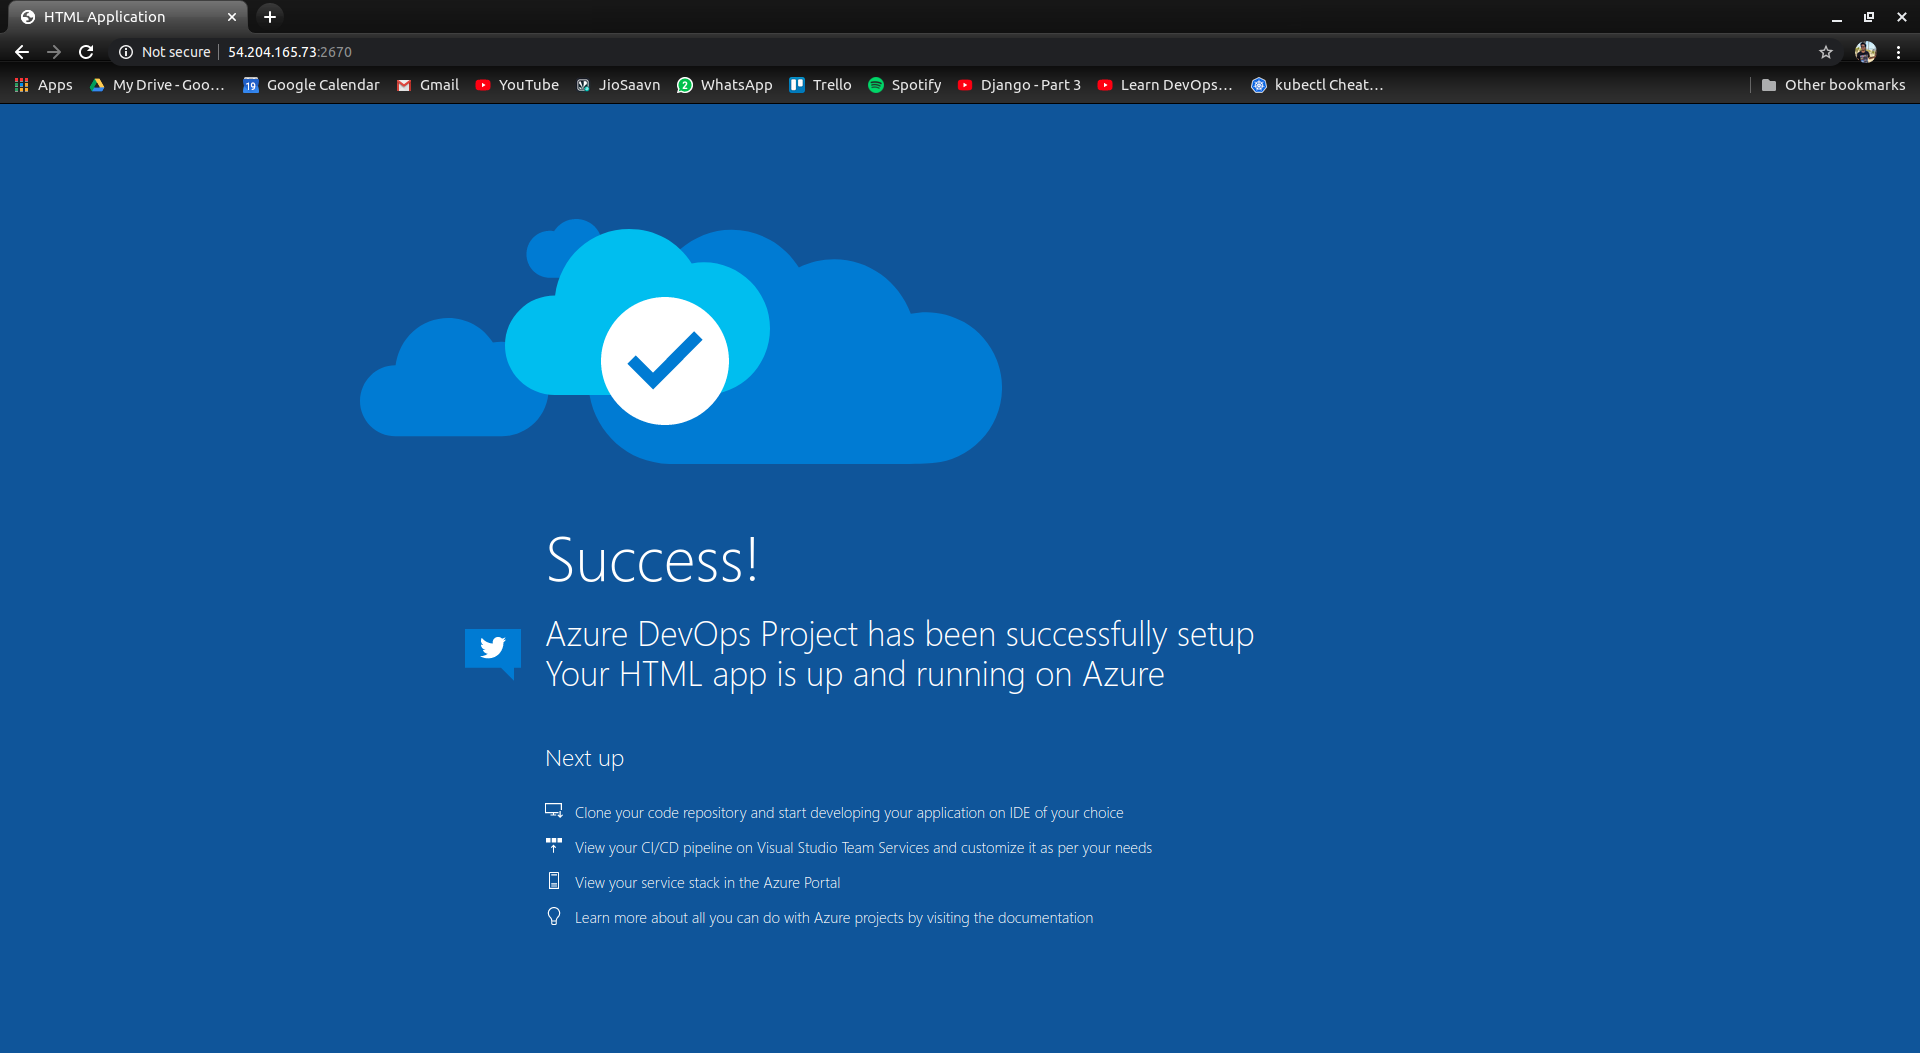 HTML Application
Not secure 54.204.165.73:2670
Apps My Drive - Goo... Google Calendar Gmail YouTube JioSaavn WhatsApp Trello Spotify Django - Part 3 Learn DevOps... kubectl Cheat... Other bookmarks
Success!
Azure DevOps Project has been successfully setup
Your HTML app is up and running on Azure
Next up
Clone your code repository and start developing your application on IDE of your choice
View your CI/CD pipeline on Visual Studio Team Services and customize it as per your needs
View your service stack in the Azure Portal
Learn more about all you can do with Azure projects by visiting the documentation